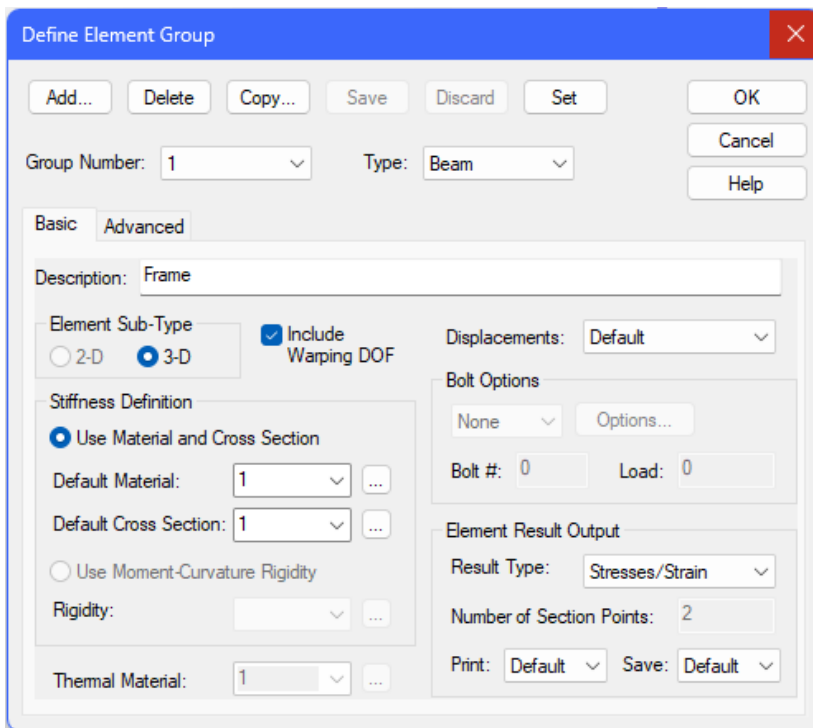 Define Element Group
Add... Delete Copy... Save Discard Set OK
Cancel
Group Number: 1 Type: Beam
Help
Basic Advanced
Description: Frame
Element Sub-Type
2-D 3-D
Include
Warping DOF
Displacements: Default
Stiffness Definition
Use Material and Cross Section
Default Material: 1 ...
Default Cross Section: 1 ...
Use Moment-Curvature Rigidity
Rigidity: ...
Thermal Material: 1 ...
Bolt Options
None Options...
Bolt #: 0 Load: 0
Element Result Output
Result Type: Stresses/Strain
Number of Section Points: 2
Print: Default Save: Default